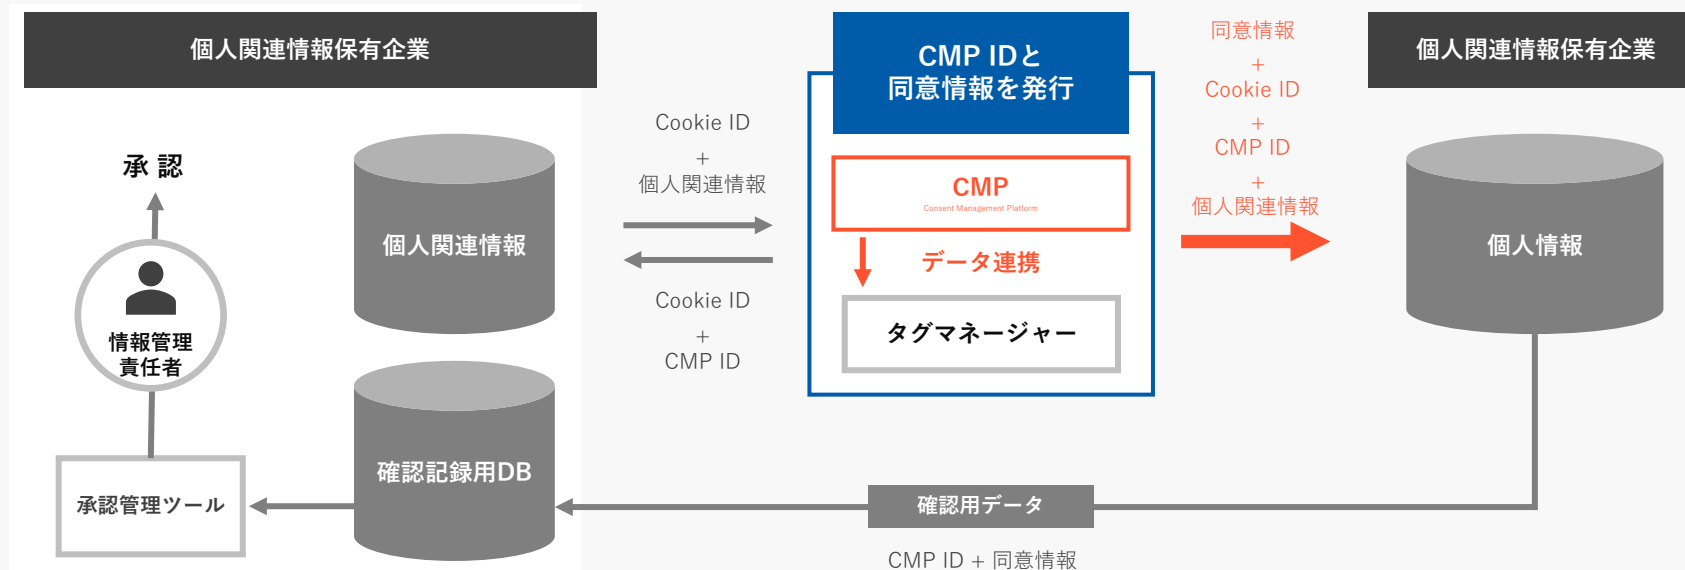 個人関連情報保有企業
承認
情報管理
責任者
承認管理ツール
個人関連情報
確認記録用DB
Cookie ID
+
個人関連情報
Cookie ID
+
CMP ID
CMP IDと
同意情報を発行
CMP
Consent Management Platform
データ連携
タグマネージャー
同意情報
+
Cookie ID
+
CMP ID
+
個人関連情報
個人関連情報保有企業
個人情報
確認用データ
CMP ID + 同意情報